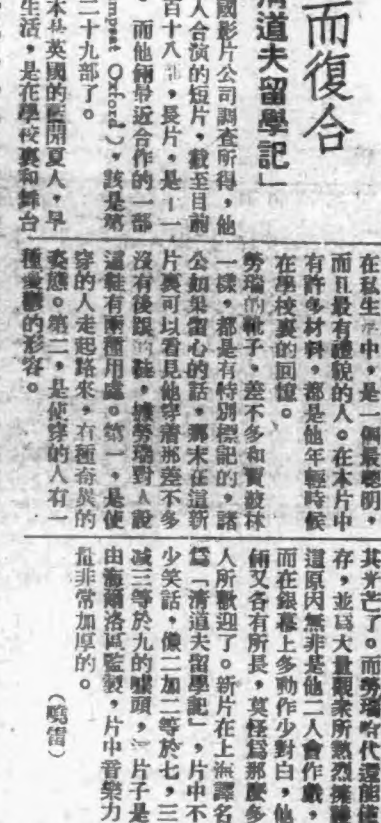 而復合
清道夫留學記」
國影片公司調查所得,他
人合演的短片,截至目前
百十八部,長片,是十一
而他倆最近合作的一部
mpast Oxford),該是第
二十九部了。
本是英國的藍開夏人,早
生活,是在學校裏和舞台
在私生活中,是一個最聰明,
而且最有禮貌的人。在本片中
有許多材料,都是他年輕時候
在學校裏的回憶。
勞瑞的靴子,差不多和賈波林
一樣,都是有特別標記的,諸
公如果留心的話,那末在這新
片裏可以看見他穿着那差不多
沒有後跟的鞋,據勞瑞對人說
這鞋有兩種用處。第一,是使
穿的人走起路來,有種奇異的
姿態。第二,是使穿的人有一
種憂鬱的形容。
其光芒了。而勞瑞哈代還能僅
存,並爲大量觀衆所熱烈擁護
這原因無非是他二人會作戲,
而在銀幕上多動作少對白,他
倆又各有所長,莫怪爲那麼多
人所歡迎了。新片在上海譯名
爲「清道夫留學記」,片中不
少笑話,像二加二等於七,三
减三等於九的噱頭,片子是
由海爾洛區監製,片中音樂力
量非常加厚的。
(鳴雷)